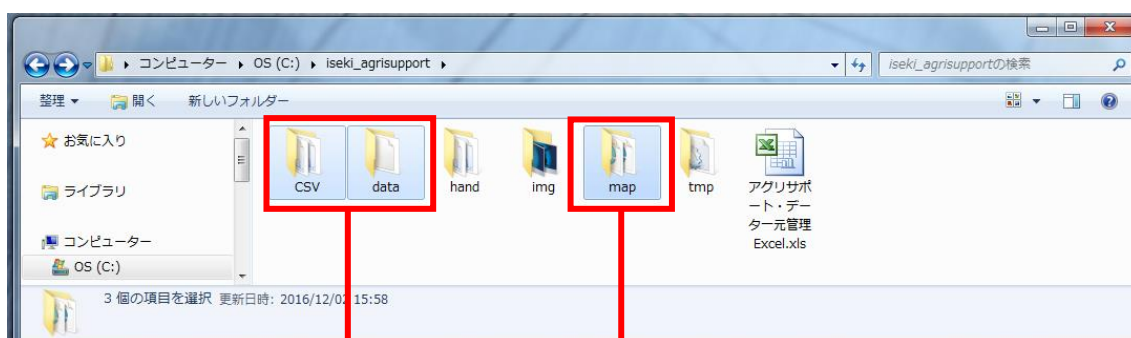 コンピューター ▸ OS (C:) ▸ iseki_agrisupport ▸
iseki_agrisupportの検索
整理 ▼ 開く 新しいフォルダー
お気に入り
ライブラリ
コンピューター
OS (C:)
CSV
data
hand
img
map
tmp
アグリサポ
ート・デー
ター元管理
Excel.xls
3 個の項目を選択 更新日時: 2016/12/02 15:58